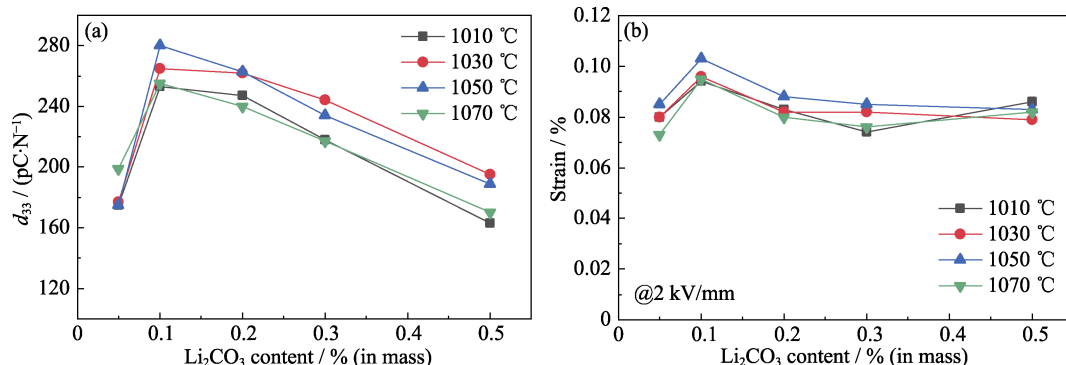 (a)
1010 ℃
1030 ℃
1050 ℃
1070 ℃
280
240
200
160
120
d₃₃ / (pC·N⁻¹)
0 0.1 0.2 0.3 0.4 0.5
Li₂CO₃ content / % (in mass)
(b)
0.12
0.10
0.08
0.06
0.04
0.02
0
Strain / %
1010 ℃
1030 ℃
1050 ℃
1070 ℃
@2 kV/mm
0 0.1 0.2 0.3 0.4 0.5
Li₂CO₃ content / % (in mass)